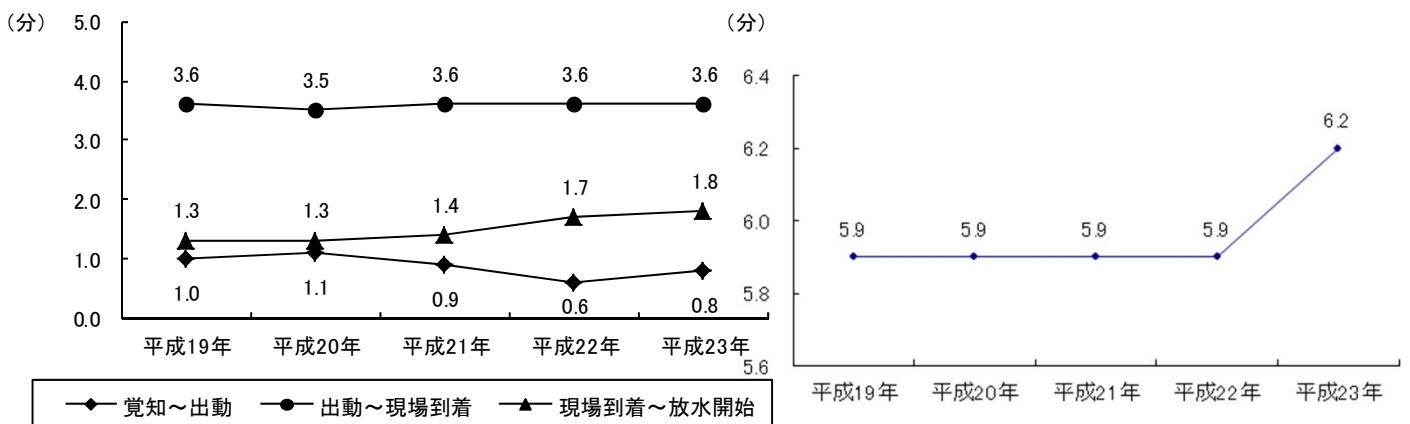 （分）
5.0
4.0
3.0
2.0
1.0
0.0
3.6 3.5 3.6 3.6 3.6
1.3 1.3 1.4 1.7 1.8
1.0 1.1 0.9 0.6 0.8
平成19年 平成20年 平成21年 平成22年 平成23年
覚知～出動 出動～現場到着 現場到着～放水開始
（分）
6.4
6.2
6.0
5.8
5.6
5.9 5.9 5.9 5.9 6.2
平成19年 平成20年 平成21年 平成22年 平成23年